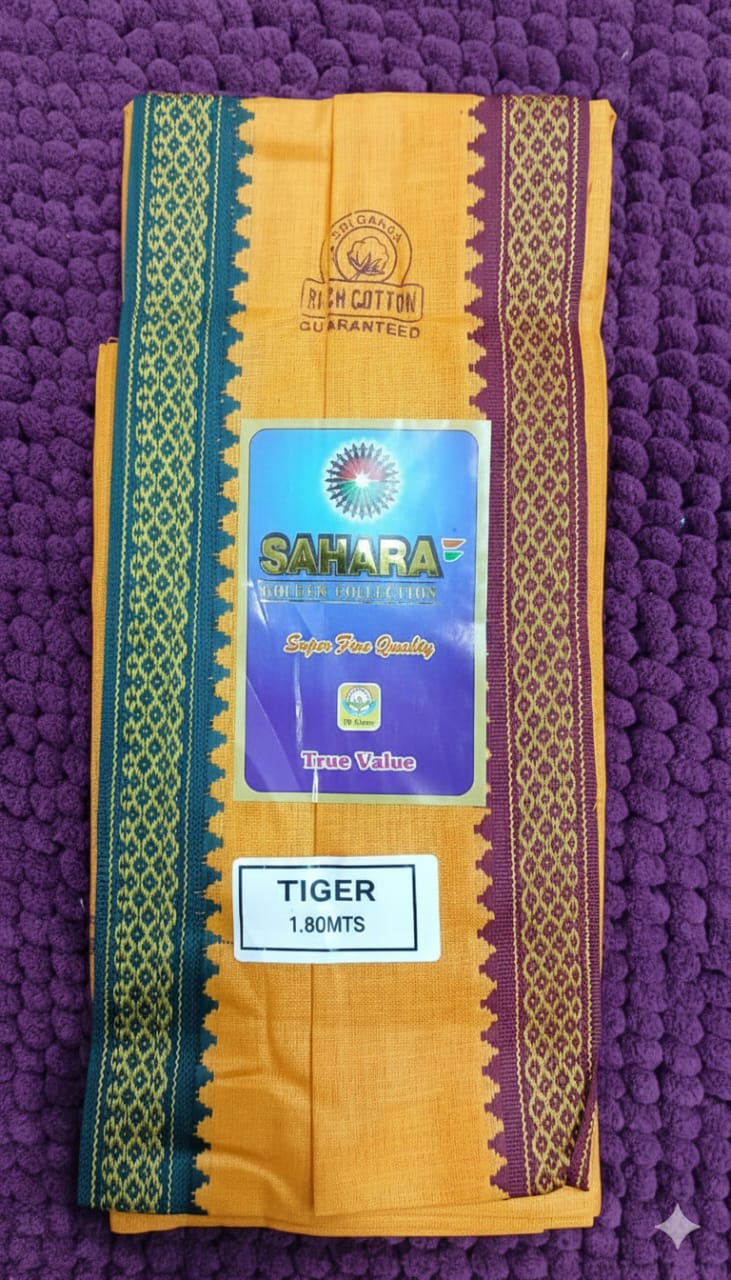 SRI GANGA
RICH COTTON
GUARANTEED
SAHARA
GOLDEN COLLECTION
Super Fine Quality
True Value
TIGER
1.80MTS